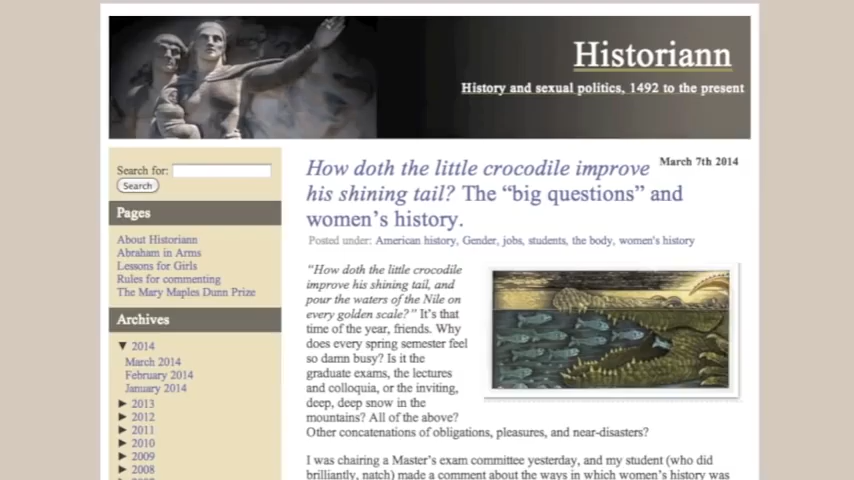 Historiann
History and sexual politics, 1492 to the present
Search for:
Search
Pages
About Historiann
Abraham in Arms
Lessons for Girls
Rules for commenting
The Mary Maples Dunn Prize
Archives
▼ 2014
March 2014
February 2014
January 2014
► 2013
► 2012
► 2011
► 2010
► 2009
► 2008
March 7th 2014
How doth the little crocodile improve
his shining tail? The “big questions” and
women’s history.
Posted under: American history, Gender, jobs, students, the body, women's history
“How doth the little crocodile
improve his shining tail, and
pour the waters of the Nile on
every golden scale?” It’s that
time of the year, friends. Why
does every spring semester feel
so damn busy? Is it the
graduate exams, the lectures
and colloquia, or the inviting,
deep, deep snow in the
mountains? All of the above?
Other concatenations of obligations, pleasures, and near-disasters?
I was chairing a Master’s exam committee yesterday, and my student (who did
brilliantly, natch) made a comment about the ways in which women’s history was